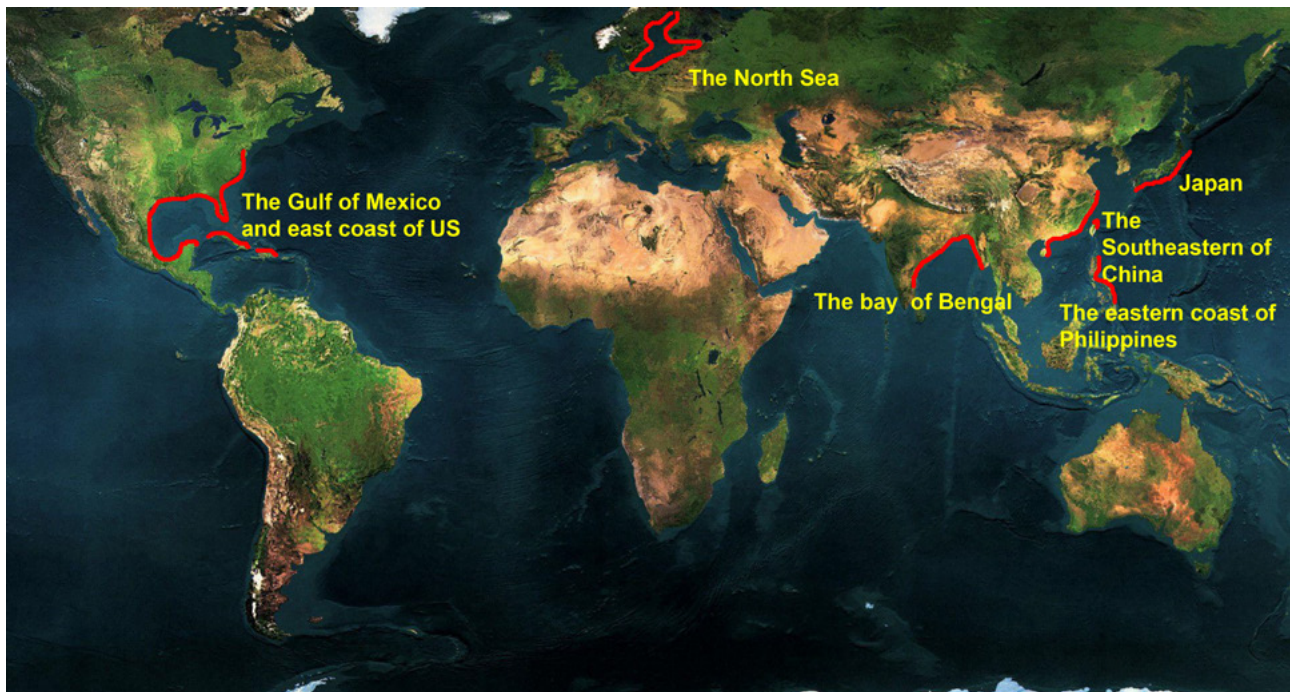 The North Sea
The Gulf of Mexico
and east coast of US
Japan
The
Southeastern of
China
The bay of Bengal
The eastern coast of
Philippines